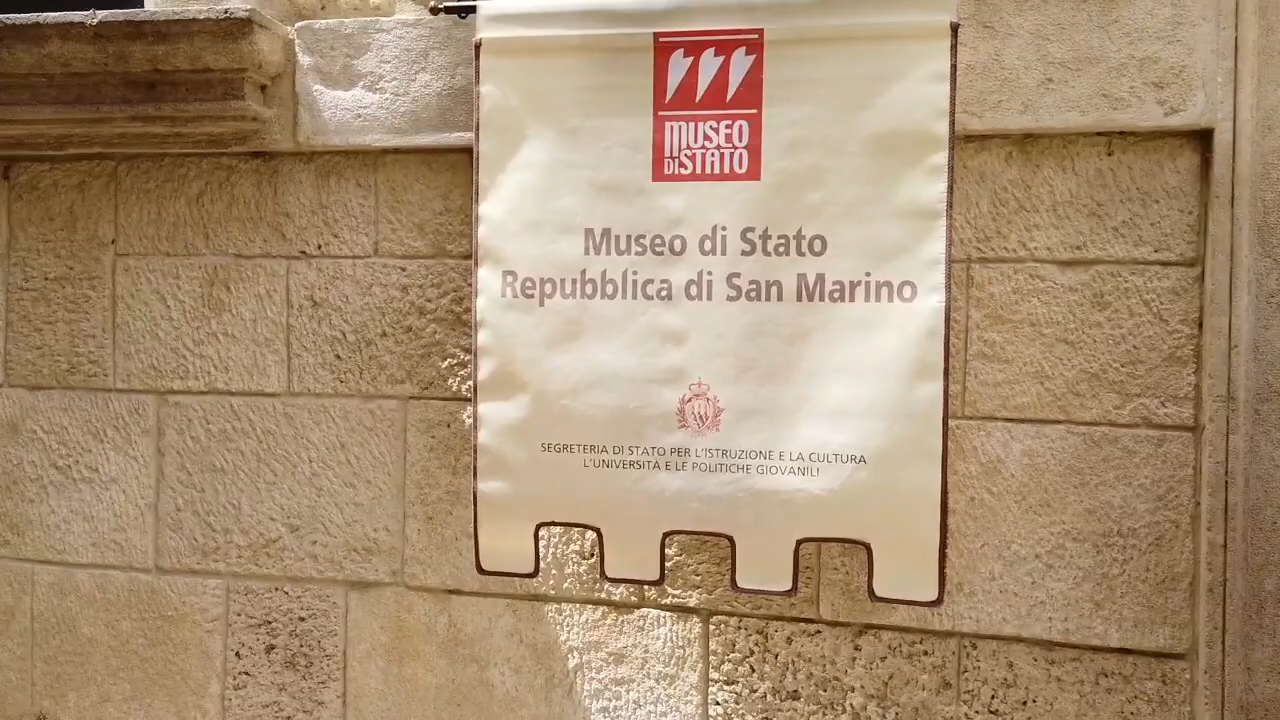 MUSEO
DI STATO
Museo di Stato
Repubblica di San Marino
SEGRETERIA DI STATO PER L'ISTRUZIONE E LA CULTURA
L'UNIVERSITÀ E LE POLITICHE GIOVANILI